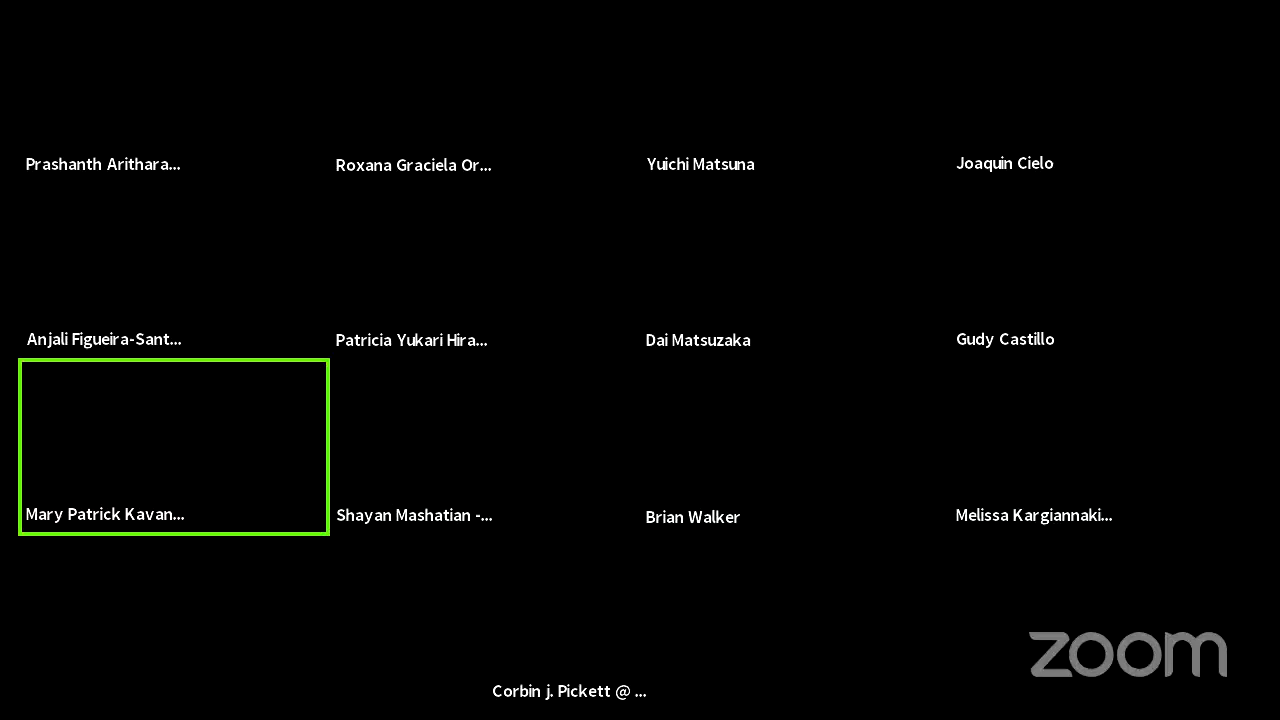 Prashanth Arithara...
Roxana Graciela Or...
Yuichi Matsuna
Joaquin Cielo
Anjali Figueira-Sant...
Patricia Yukari Hira...
Dai Matsuzaka
Gudy Castillo
Mary Patrick Kavan...
Shayan Mashatian -...
Brian Walker
Melissa Kargiannaki...
Corbin j. Pickett @ ...
zoom